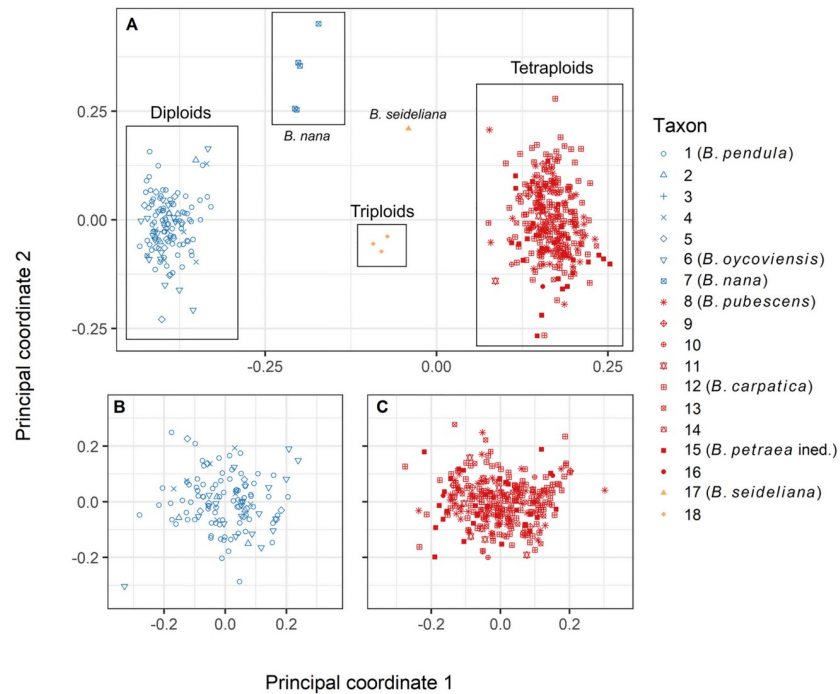 A
Diploids
B. nana
B. seideliana
Triploids
Tetraploids
0.25
0.00
-0.25
-0.25
0.00
0.25
Principal coordinate 2
B
0.2
0.0
-0.2
-0.2
0.0
0.2
C
-0.2
0.0
0.2
Principal coordinate 1
Taxon
1 (B. pendula)
2
3
4
5
6 (B. oycoviensis)
7 (B. nana)
8 (B. pubescens)
9
10
11
12 (B. carpatica)
13
14
15 (B. petraea ined.)
16
17 (B. seideliana)
18